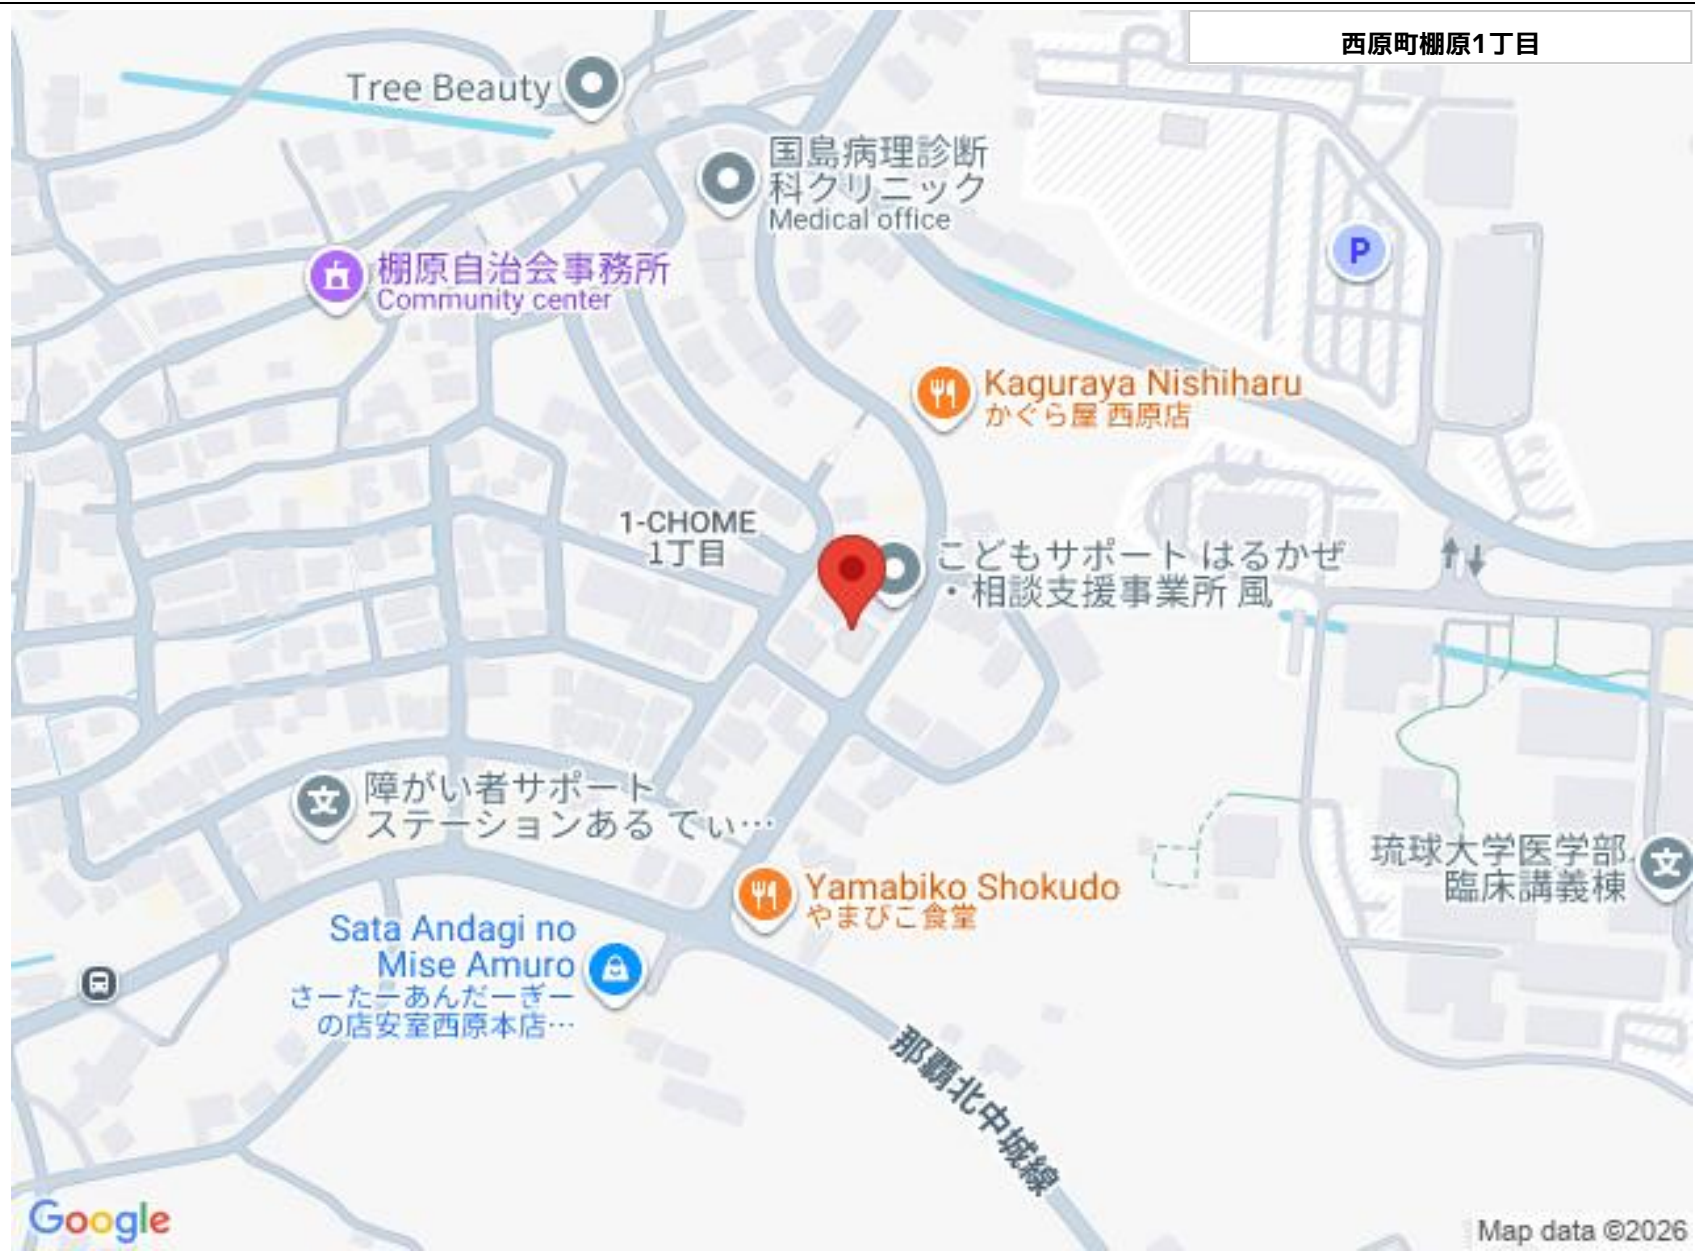 西原町棚原1丁目
Tree Beauty
国島病理診断
科クリニック
Medical office
棚原自治会事務所
Community center
P
Kaguraya Nishiharu
かぐら屋 西原店
1-CHOME
1丁目
こどもサポート はるかぜ
・相談支援事業所 風
障がい者サポート
ステーションある てぃ…
文
琉球大学医学部
臨床講義棟
文
Yamabiko Shokudo
やまびこ食堂
Sata Andagi no
Mise Amuro
さーたーあんだーぎー
の店安室西原本店…
那覇北中城線
Google
Map data ©2026